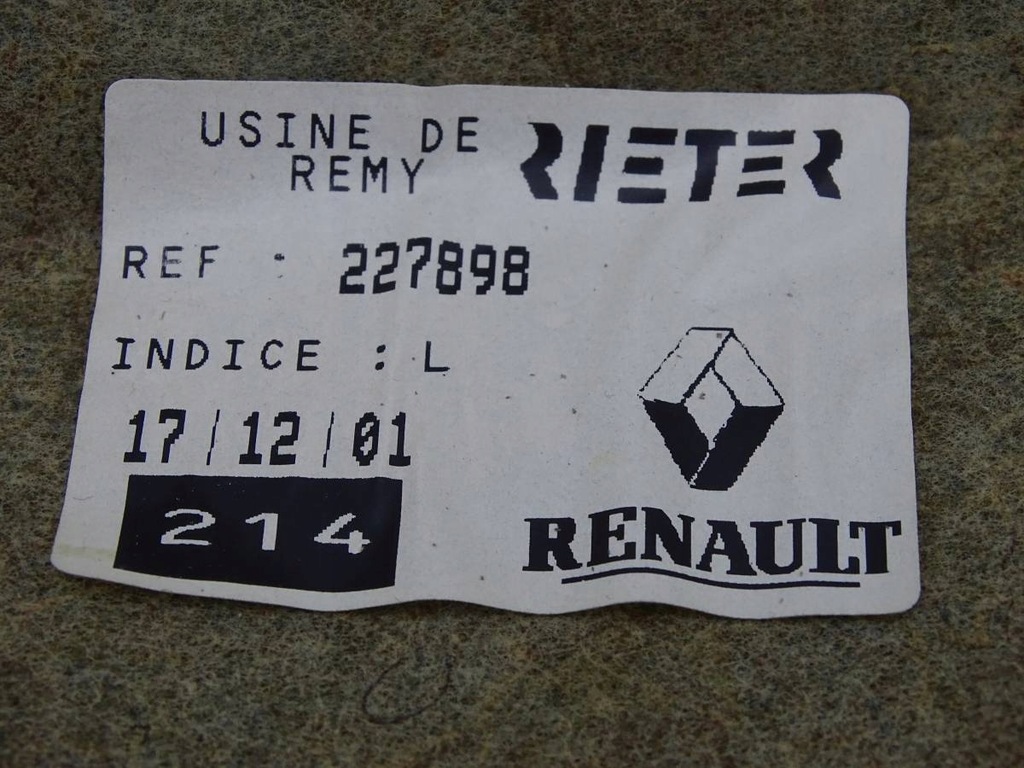 USINE DE
REMY
RIETER
REF : 227898
INDICE : L
17/12/01
214
RENAULT